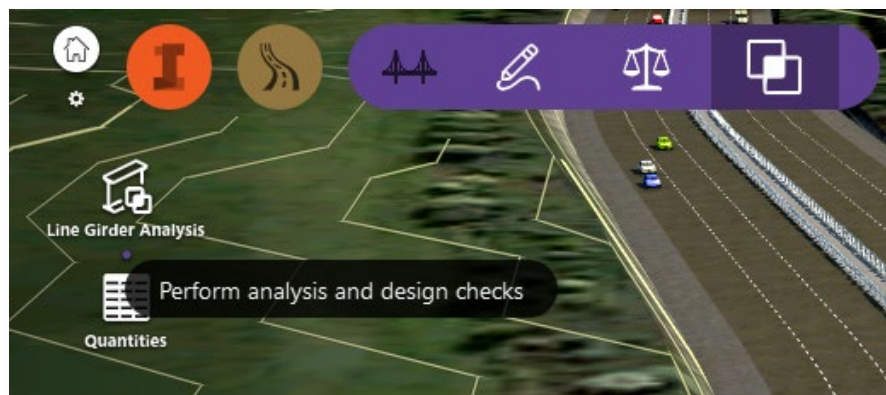 Line Girder Analysis
Perform analysis and design checks
Quantities